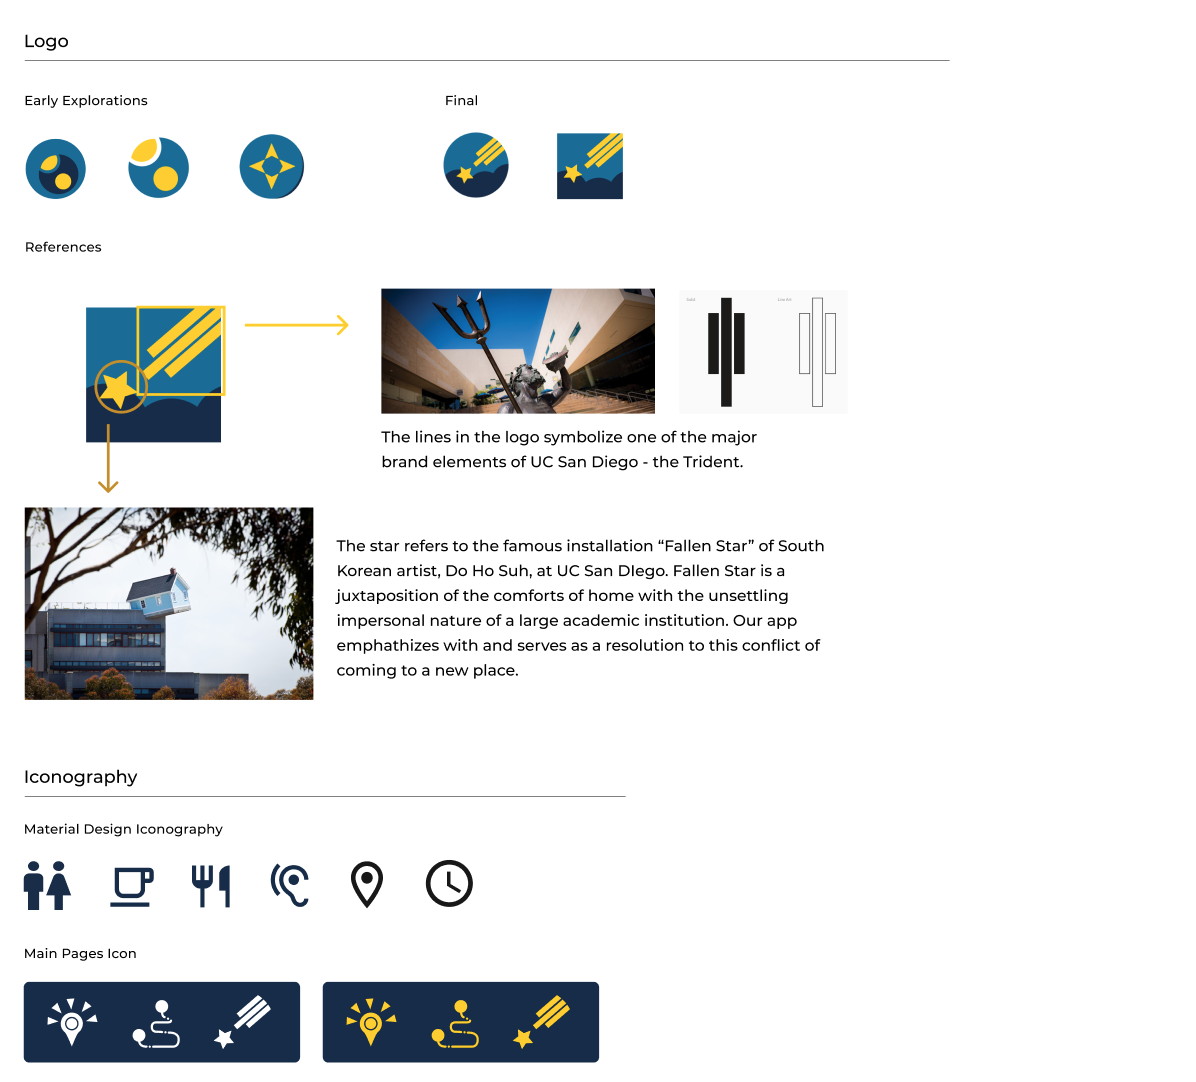 Logo
Early Explorations
Final
References
The lines in the logo symbolize one of the major
brand elements of UC San Diego - the Trident.
The star refers to the famous installation “Fallen Star” of South
Korean artist, Do Ho Suh, at UC San DIego. Fallen Star is a
juxtaposition of the comforts of home with the unsettling
impersonal nature of a large academic institution. Our app
emphathizes with and serves as a resolution to this conflict of
coming to a new place.
Iconography
Material Design Iconography
Main Pages Icon